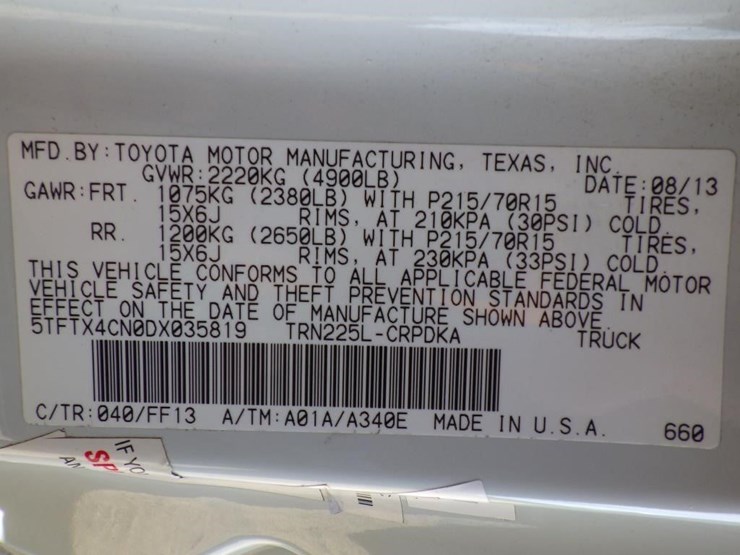 MFD.BY:TOYOTA MOTOR MANUFACTURING, TEXAS, INC.
GVWR:2220KG (4900LB) DATE:08/13
GAWR:FRT. 1075KG (2380LB) WITH P215/70R15 TIRES,
15X6J RIMS, AT 210KPA (30PSI) COLD
RR. 1200KG (2650LB) WITH P215/70R15 TIRES,
15X6J RIMS, AT 230KPA (33PSI) COLD
THIS VEHICLE CONFORMS TO ALL APPLICABLE FEDERAL MOTOR
VEHICLE SAFETY AND THEFT PREVENTION STANDARDS IN
EFFECT ON THE DATE OF MANUFACTURE SHOWN ABOVE.
5TFTX4CN0DX035819 TRN225L-CRPDKA TRUCK
C/TR:040/FF13 A/TM:A01A/A340E MADE IN U.S.A. 660
IF YO
SP
AN